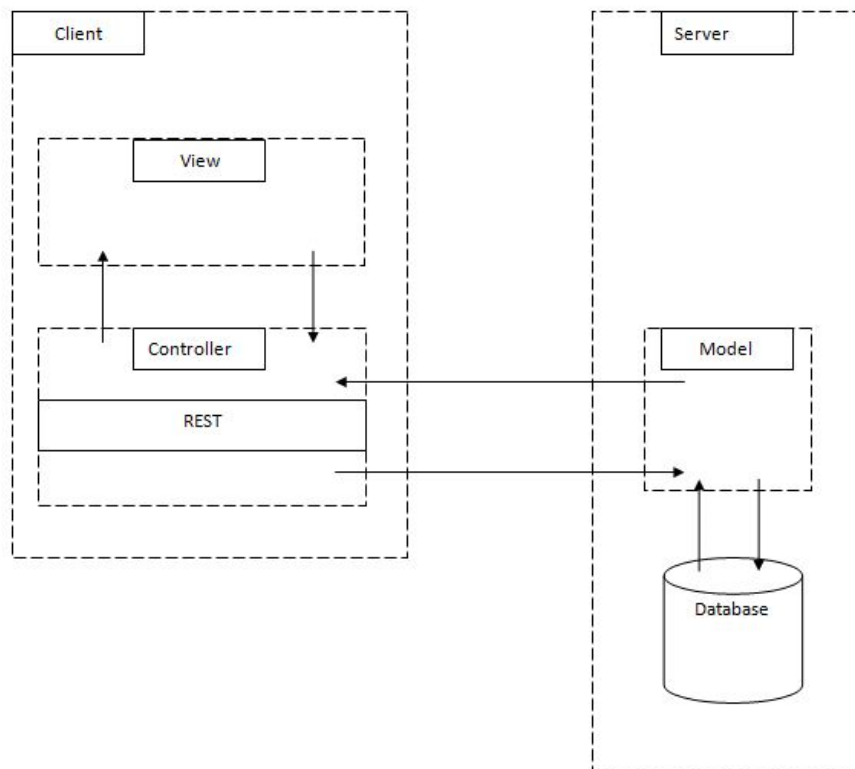 Client
Server
View
Controller
Model
REST
Database